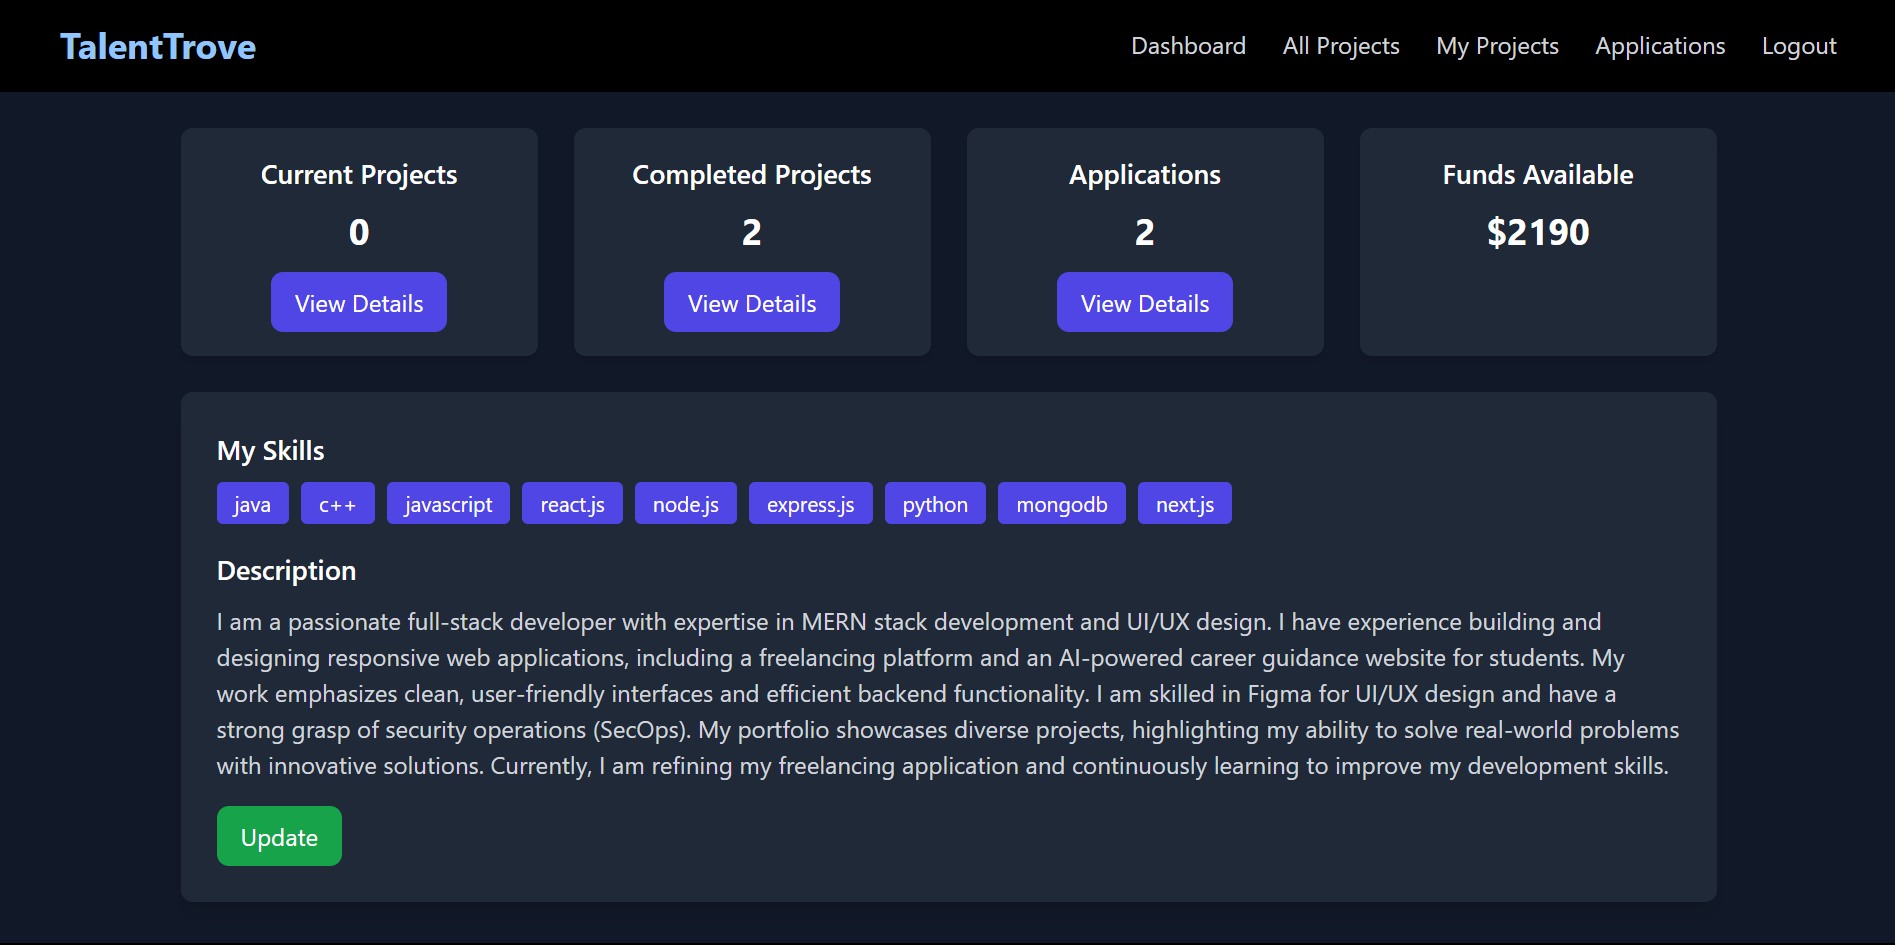 TalentTrove
Dashboard All Projects My Projects Applications Logout
Current Projects
0
View Details
Completed Projects
2
View Details
Applications
2
View Details
Funds Available
$2190
My Skills
java c++ javascript react.js node.js express.js python mongodb next.js
Description
I am a passionate full-stack developer with expertise in MERN stack development and UI/UX design. I have experience building and
designing responsive web applications, including a freelancing platform and an AI-powered career guidance website for students. My
work emphasizes clean, user-friendly interfaces and efficient backend functionality. I am skilled in Figma for UI/UX design and have a
strong grasp of security operations (SecOps). My portfolio showcases diverse projects, highlighting my ability to solve real-world problems
with innovative solutions. Currently, I am refining my freelancing application and continuously learning to improve my development skills.
Update